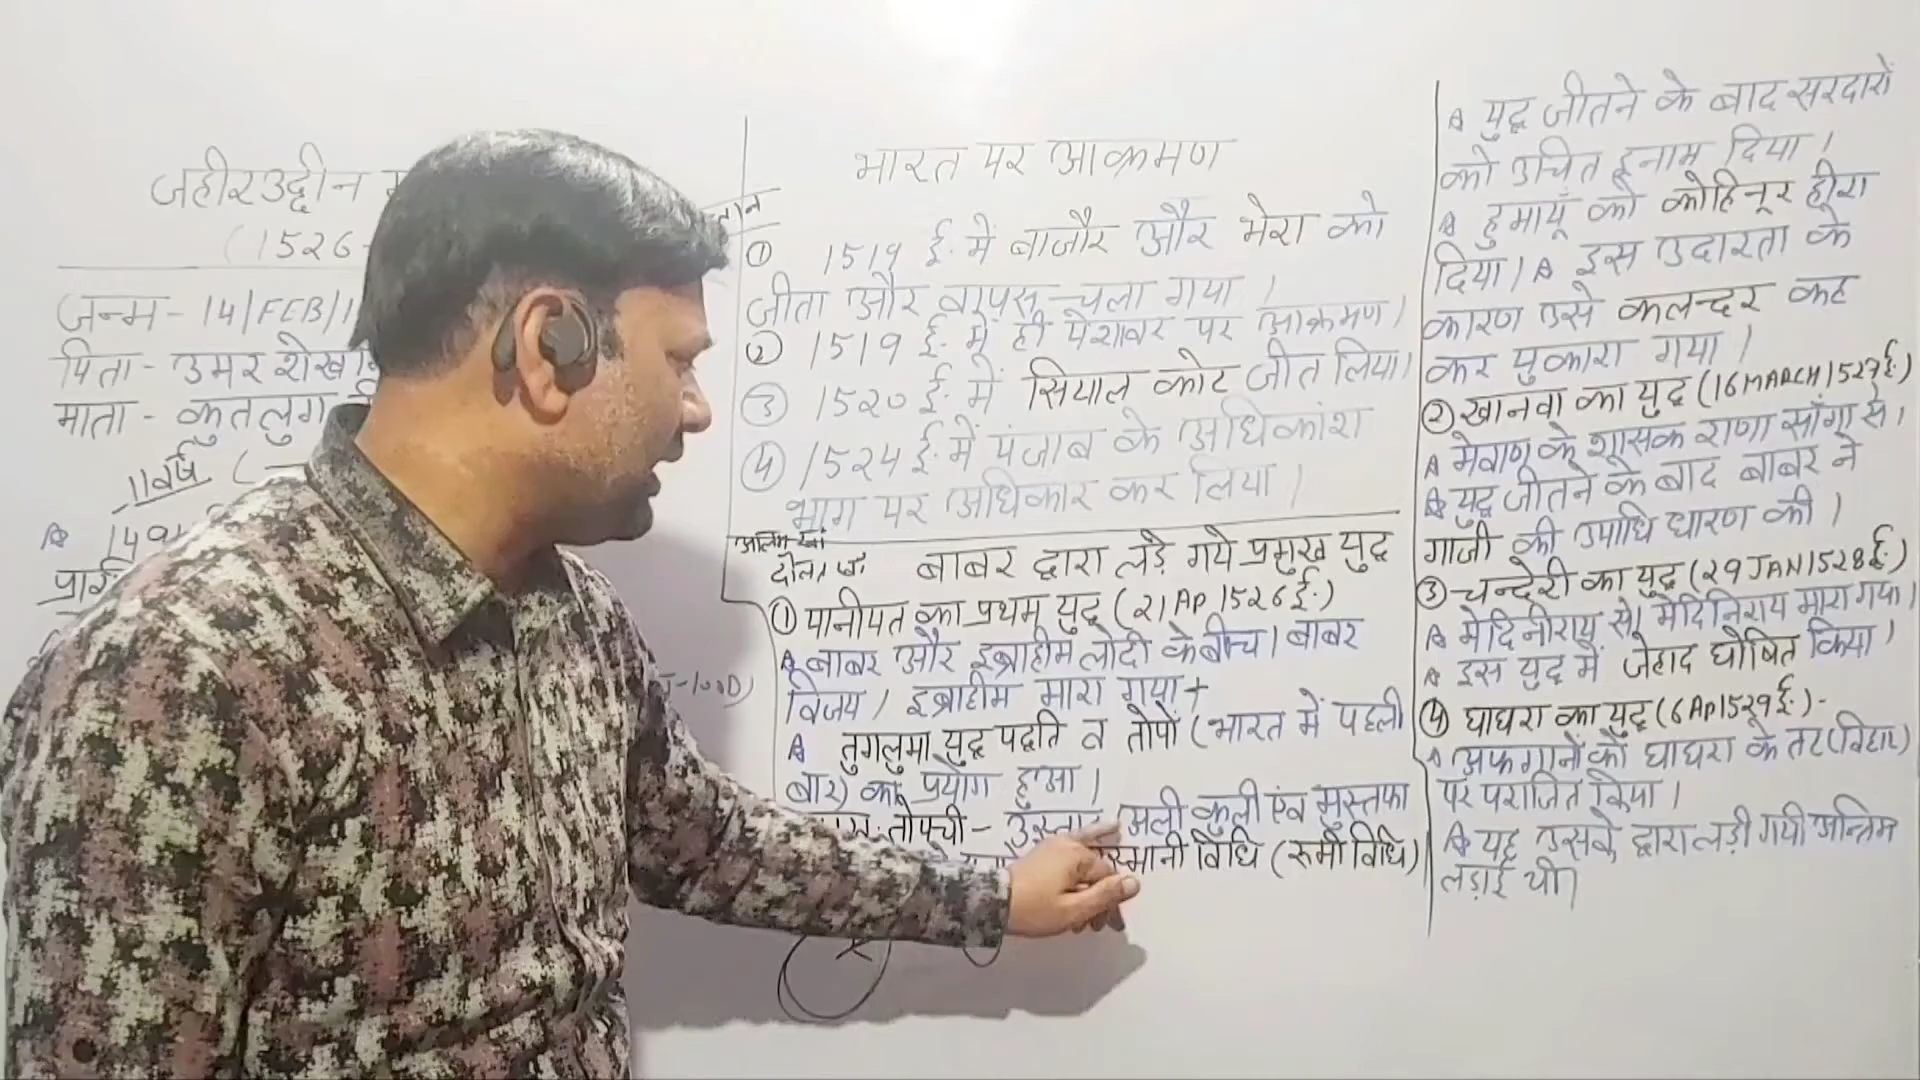 जहीरउद्दीन
(1526-
जन्म - 14/FEB/1
पिता - उमर शेख
माता - कुतलुग
11वर्ष (
149
भारत पर आक्रमण
① 1519 ई. में बाजौर और भेरा को
जीता और वापस चला गया।
② 1519 ई. में ही पेशावर पर आक्रमण।
③ 1520 ई. में सियाल कोट जीत लिया।
④ 1524 ई. में पंजाब के अधिकांश
भाग पर अधिकार कर लिया।
बाबर द्वारा लड़े गये प्रमुख युद्ध
① पानीपत का प्रथम युद्ध (21 AP 1526 ई.)
बाबर और इब्राहीम लोदी के बीच। बाबर
विजय/ इब्राहीम मारा गया+
तुगलुमा युद्ध पद्धति व तोपों (भारत में पहली
बार) का प्रयोग हुआ।
तोपची - उस्ताद अली कुली एंव मुस्तफा
स्मानी विधि (रूमी विधि)
युद्ध जीतने के बाद सरदारों
को उचित इनाम दिया।
हुमायूँ को कोहिनूर हीरा
दिया। इस उदारता के
कारण उसे कलन्दर कह
कर पुकारा गया।
② खानवा का युद्ध (16 MARCH 1527 ई.)
मेवाण के शासक राणा साँगा से।
युद्ध जीतने के बाद बाबर ने
गाजी की उपाधि धारण की।
③ चन्देरी का युद्ध (29 JAN 1528 ई.)
मेदिनीराय से। मेदिनिराय मारा गया।
इस युद्ध में जेहाद घोषित किया।
④ घाघरा का युद्ध (6 AP 1529 ई.)-
अफगानों को घाघरा के तट (बिहार)
पर पराजित किया।
यह उसके द्वारा लड़ी गयी अन्तिम
लड़ाई थी।